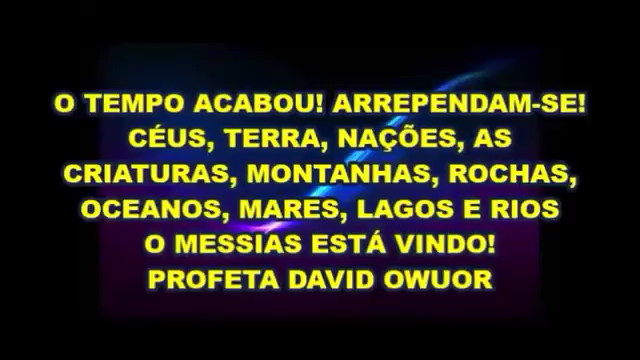 O TEMPO ACABOU! ARREPENDAM-SE!
CÉUS, TERRA, NAÇÕES, AS
CRIATURAS, MONTANHAS, ROCHAS,
OCEANOS, MARES, LAGOS E RIOS
O MESSIAS ESTÁ VINDO!
PROFETA DAVID OWUOR